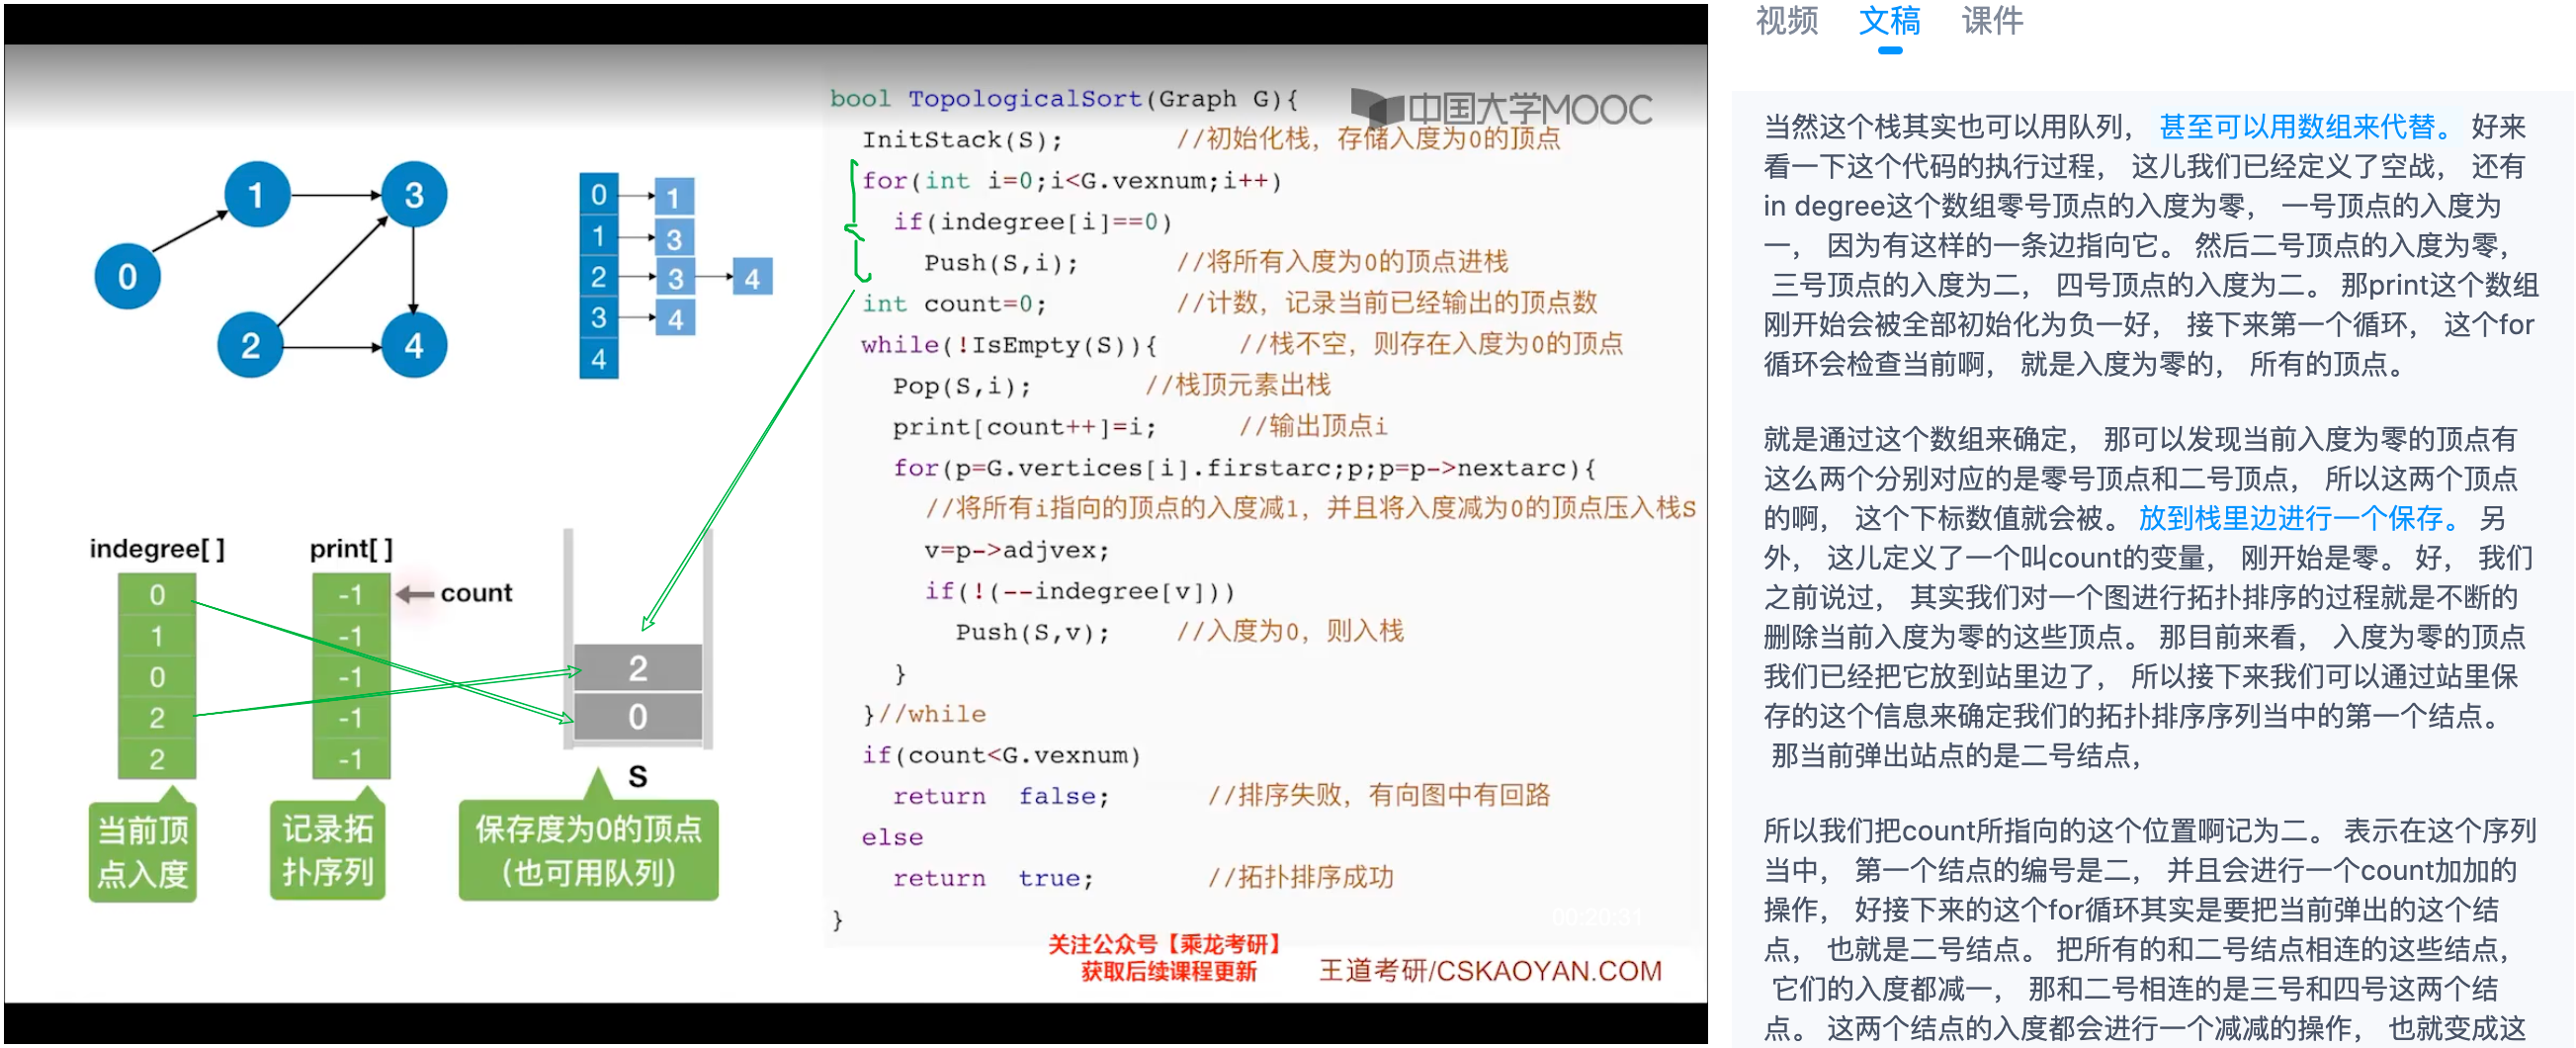 bool TopologicalSort(Graph G){
中国大学MOOC
InitStack(S); //初始化栈，存储入度为0的顶点
for(int i=0;i<G.vexnum;i++)
if(indegree[i]==0)
Push(S,i); //将所有入度为0的顶点进栈
int count=0; //计数，记录当前已经输出的顶点数
while(!IsEmpty(S)){ //栈不空，则存在入度为0的顶点
Pop(S,i); //栈顶元素出栈
print[count++]=i; //输出顶点i
for(p=G.vertices[i].firstarc;p;p=p->nextarc){
//将所有i指向的顶点的入度减1，并且将入度减为0的顶点压入栈S
v=p->adjvex;
if(!(--indegree[v]))
Push(S,v); //入度为0，则入栈
}
}//while
if(count<G.vexnum)
return false; //排序失败，有向图中有回路
else
return true; //拓扑排序成功
}
00:20:31
关注公众号【乘龙考研】
获取后续课程更新
王道考研/CSKAOYAN.COM
1
3
0
2
4
0 1
1 3
2 3 4
3 4
4
indegree[ ]
0
1
0
2
2
当前顶
点入度
print[ ]
-1
-1
-1
-1
-1
count
记录拓
扑序列
2
0
S
保存度为0的顶点
（也可用队列）
视频 文稿 课件
当然这个栈其实也可以用队列， 甚至可以用数组来代替。 好来
看一下这个代码的执行过程， 这儿我们已经定义了空战， 还有
in degree这个数组零号顶点的入度为零， 一号顶点的入度为
一， 因为有这样的一条边指向它。 然后二号顶点的入度为零，
三号顶点的入度为二， 四号顶点的入度为二。 那print这个数组
刚开始会被全部初始化为负一好， 接下来第一个循环， 这个for
循环会检查当前啊， 就是入度为零的， 所有的顶点。
就是通过这个数组来确定， 那可以发现当前入度为零的顶点有
这么两个分别对应的是零号顶点和二号顶点， 所以这两个顶点
的啊， 这个下标数值就会被。 放到栈里边进行一个保存。 另
外， 这儿定义了一个叫count的变量， 刚开始是零。 好， 我们
之前说过， 其实我们对一个图进行拓扑排序的过程就是不断的
删除当前入度为零的这些顶点。 那目前来看， 入度为零的顶点
我们已经把它放到站里边了， 所以接下来我们可以通过站里保
存的这个信息来确定我们的拓扑排序序列当中的第一个结点。
那当前弹出站点的是二号结点，
所以我们把count所指向的这个位置啊记为二。 表示在这个序列
当中， 第一个结点的编号是二， 并且会进行一个count加加的
操作， 好接下来的这个for循环其实是要把当前弹出的这个结
点， 也就是二号结点。 把所有的和二号结点相连的这些结点，
它们的入度都减一， 那和二号相连的是三号和四号这两个结
点。 这两个结点的入度都会进行一个减减的操作， 也就变成这